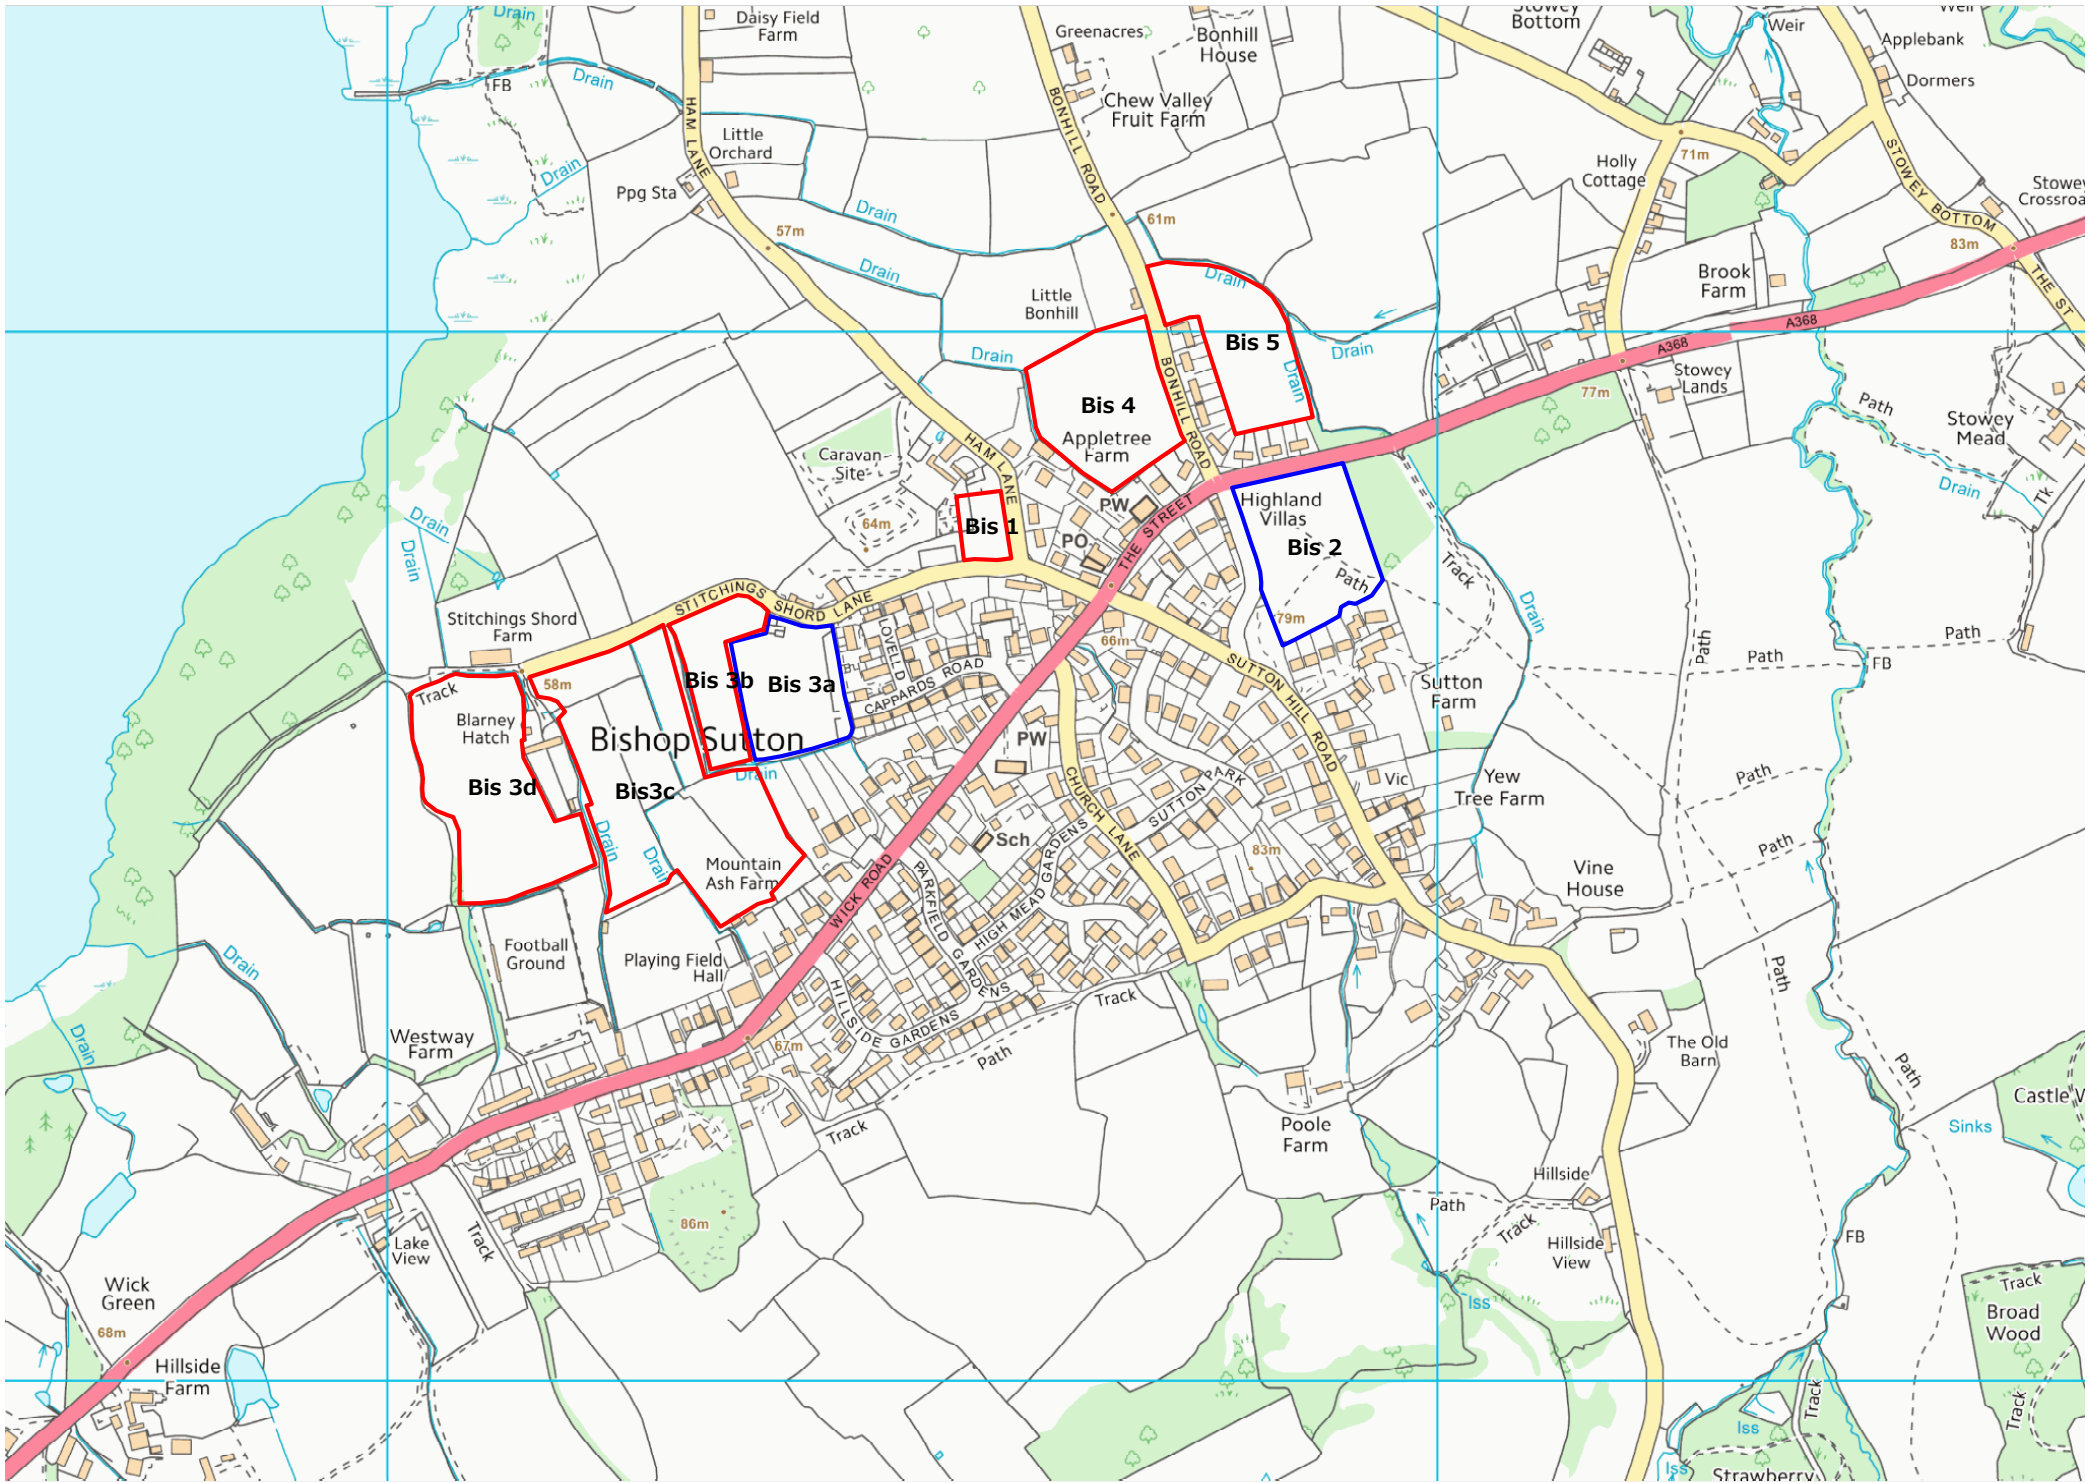 Drain
Daisy Field
Farm
Greenacres
Bonhill
House
Stowey
Bottom
Weir
Weir
Applebank
Dormers
FB
Drain
HAM LANE
BONHILL ROAD
Chew Valley
Fruit Farm
Little
Orchard
71m
Holly
Cottage
STOWEY BOTTOM
Drain
Ppg Sta
Stowey
Crossroa
57m
Drain
61m
83m
Drain
Drain
Brook
Farm
THE ST
Little
Bonhill
A368
Bis 5
A368
Drain
Drain
Drain
BONHILL ROAD
Stowey
Lands
77m
Bis 4
Path
Appletree
Farm
Stowey
Mead
HAM LANE
Caravan
Site
Drain
Tk
PW
Highland
Villas
THE STREET
64m
Bis 1
Drain
Drain
PO
Bis 2
Path
Track
STITCHINGS SHORD LANE
Drain
Stitchings Shord
Farm
79m
66m
LOVELL D
Path
Path
Path
FB
CAPPARDS ROAD
SUTTON HILL ROAD
Bis 3b
Bis 3a
58m
Track
Sutton
Farm
Blarney
Hatch
Bishop Sutton
PW
Drain
Bis 3d
Bis3c
CHURCH LANE
SUTTON PARK
Vic
Yew
Tree Farm
Path
Drain
Drain
Sch
83m
Path
Mountain
Ash Farm
WICK ROAD
HIGH MEAD GARDENS
PARKFIELD GARDENS
Vine
House
Drain
Football
Ground
Playing Field
Hall
HILLSIDE GARDENS
Track
Path
Drain
Westway
Farm
67m
Path
The Old
Barn
Path
Castle W
Track
Poole
Farm
Sinks
Hillside
86m
Path
Track
Track
Lake
View
Hillside
View
FB
Wick
Green
Iss
Track
Broad
Wood
68m
Hillside
Farm
Track
Track
Iss
Iss
Strawberry